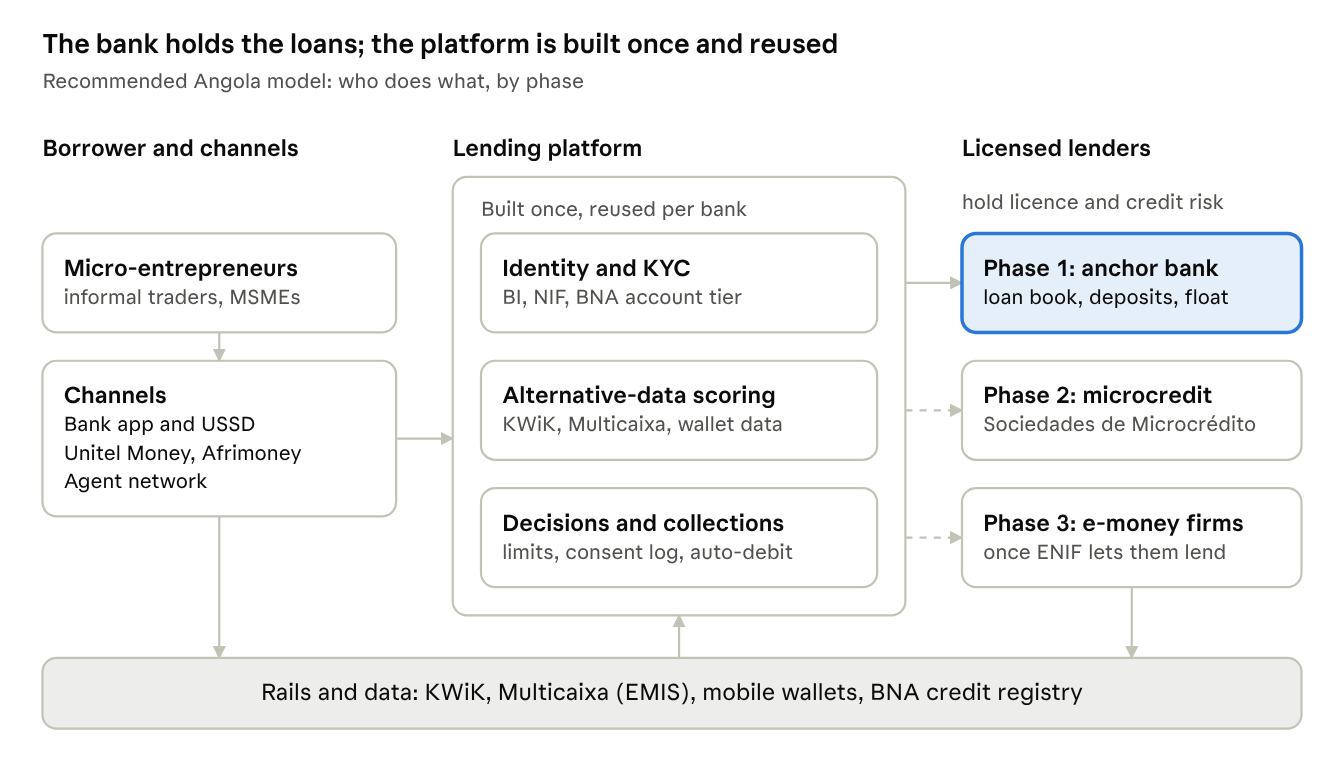 The bank holds the loans; the platform is built once and reused
Recommended Angola model: who does what, by phase
Borrower and channels
Micro-entrepreneurs
informal traders, MSMEs
Channels
Bank app and USSD
Unitel Money, Afrimoney
Agent network
Lending platform
Built once, reused per bank
Identity and KYC
BI, NIF, BNA account tier
Alternative-data scoring
KWiK, Multicaixa, wallet data
Decisions and collections
limits, consent log, auto-debit
Licensed lenders
hold licence and credit risk
Phase 1: anchor bank
loan book, deposits, float
Phase 2: microcredit
Sociedades de Microcrédito
Phase 3: e-money firms
once ENIF lets them lend
Rails and data: KWiK, Multicaixa (EMIS), mobile wallets, BNA credit registry